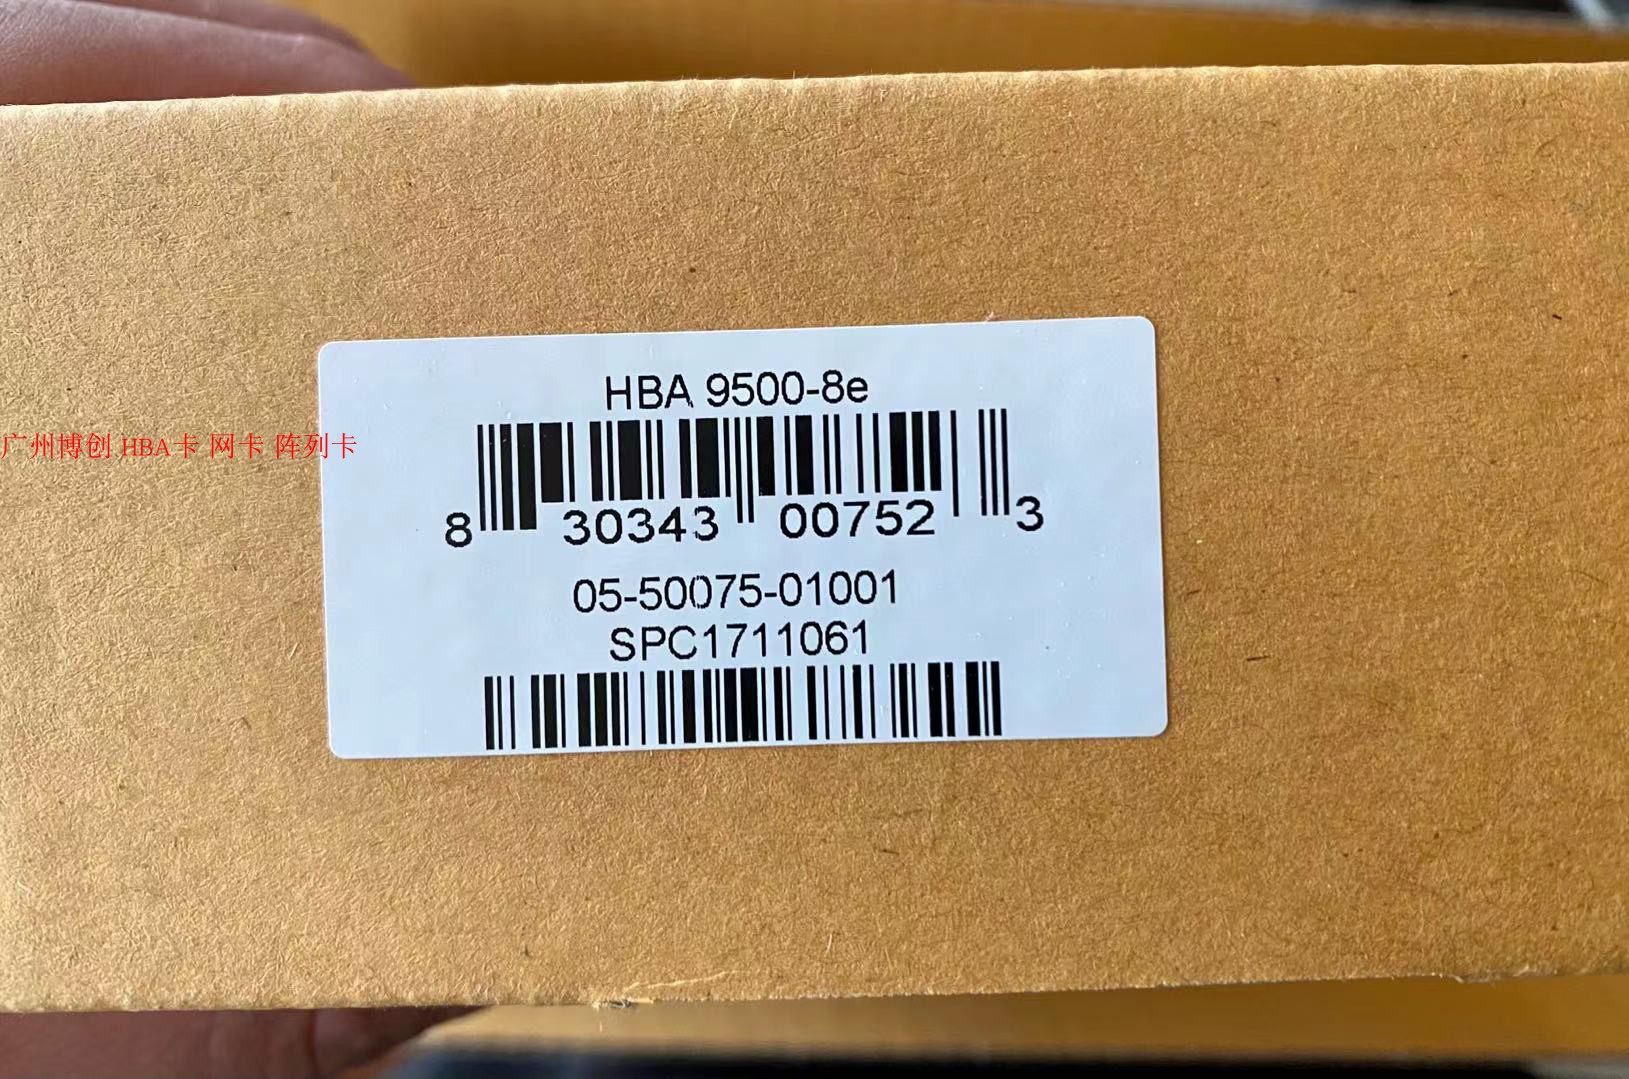 HBA 9500-8e
广州博创 HBA卡 网卡 阵列卡
8 30343 00752 3
05-50075-01001
SPC1711061